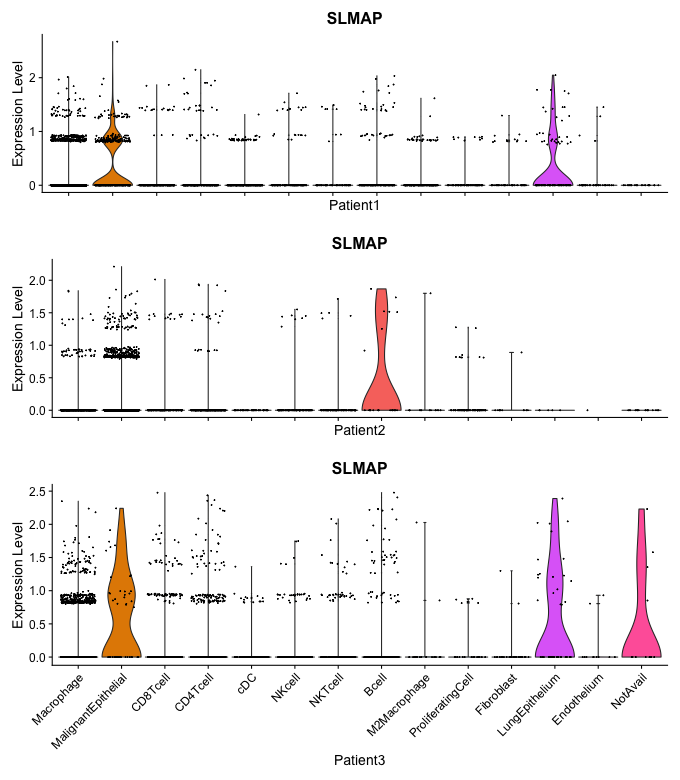 SLMAP
Expression Level
2
1
0
Patient1
SLMAP
Expression Level
2.0
1.5
1.0
0.5
0.0
Patient2
SLMAP
Expression Level
2.5
2.0
1.5
1.0
0.5
0.0
Macrophage
MalignantEpithelial
CD8Tcell
CD4Tcell
cDC
NKcell
NKTcell
Bcell
M2Macrophage
ProliferatingCell
Fibroblast
LungEpithelium
Endothelium
NotAvail
Patient3